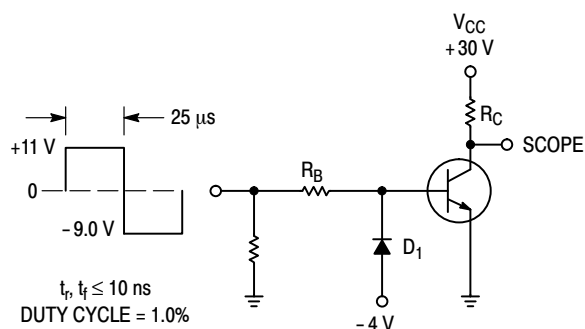 V_CC
+30 V
25 μs
R_C
+11 V
SCOPE
R_B
0
D_1
-9.0 V
t_r, t_f ≤ 10 ns
DUTY CYCLE = 1.0%
-4 V